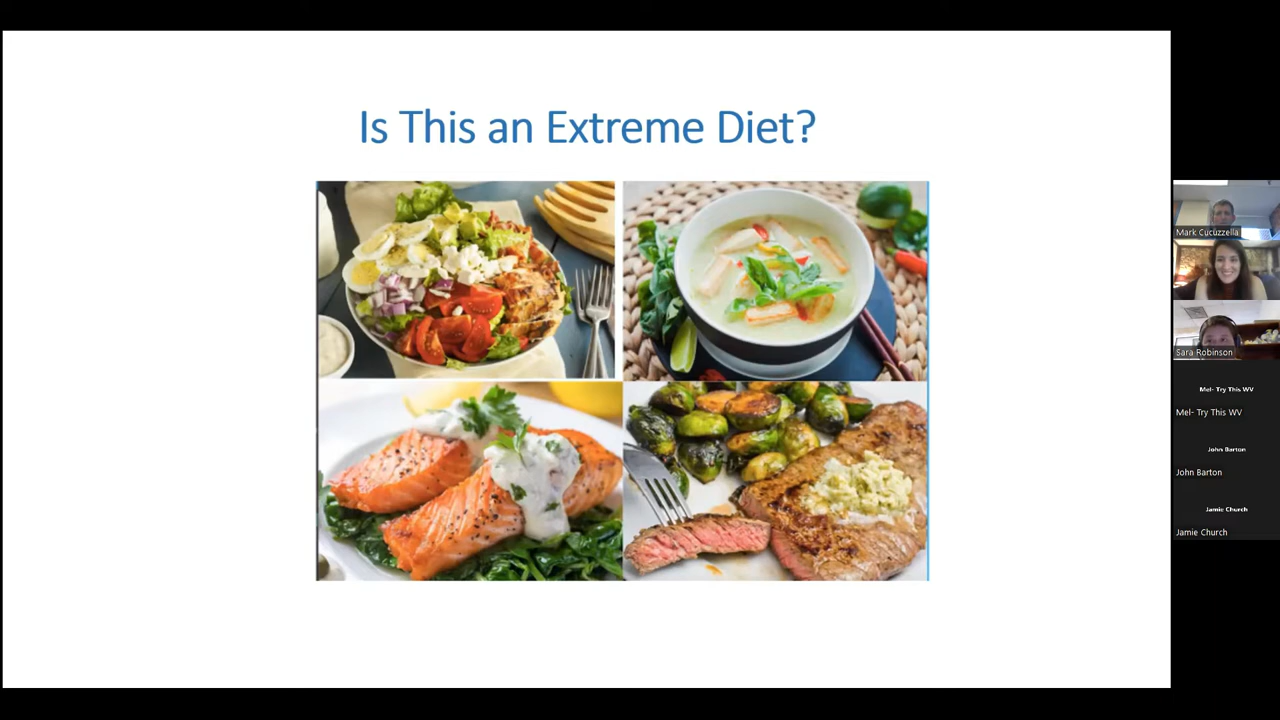 Is This an Extreme Diet?
Mark Cucuzzella
Sara Robinson
Mel- Try This WV
Mel- Try This WV
John Barton
John Barton
Jamie Church
Jamie Church